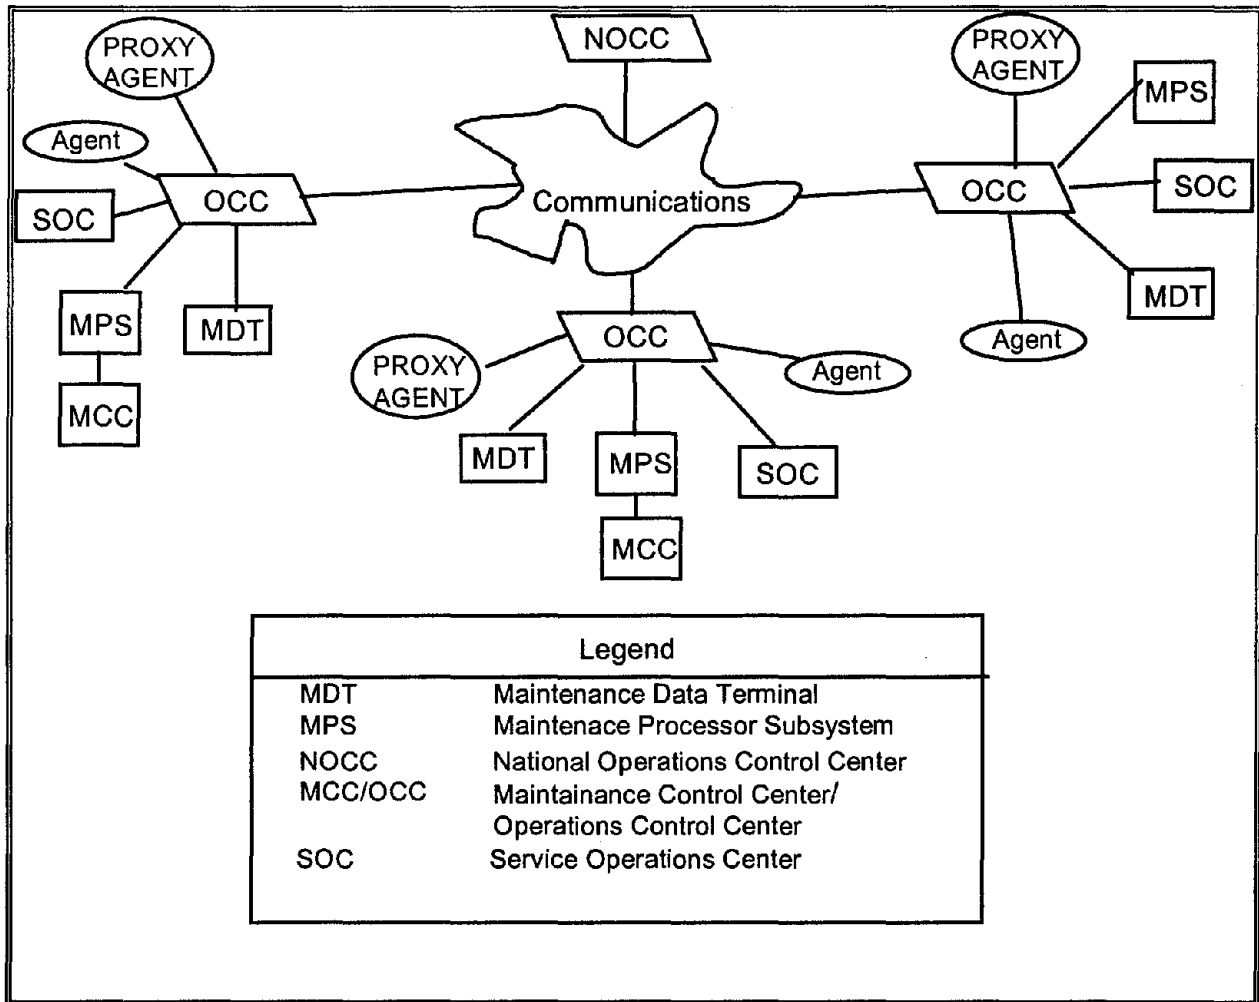 PROXY
AGENT
NOCC
PROXY
AGENT
MPS
Agent
SOC
OCC
Communications
OCC
SOC
MPS
MDT
MDT
Agent
OCC
PROXY
AGENT
Agent
MCC
MDT
MPS
SOC
MCC
Legend
MDT Maintenance Data Terminal
MPS Maintenace Processor Subsystem
NOCC National Operations Control Center
MCC/OCC Maintainance Control Center/
Operations Control Center
SOC Service Operations Center